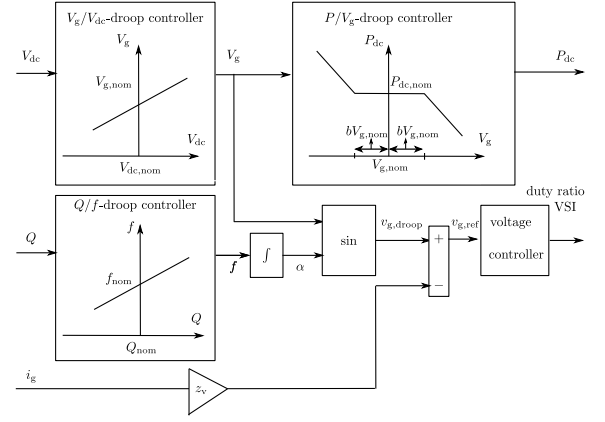 V_g/V_dc-droop controller
V_g
V_dc
V_g,nom
V_dc
V_dc,nom
V_g
P/V_g-droop controller
P_dc
P_dc,nom
bV_g,nom bV_g,nom
V_g
V_g,nom
P_dc
Q/f-droop controller
f
Q
f_nom
Q
Q_nom
f
∫
α
sin
v_g,droop
+
−
v_g,ref
voltage
controller
duty ratio
VSI
i_g
z_v